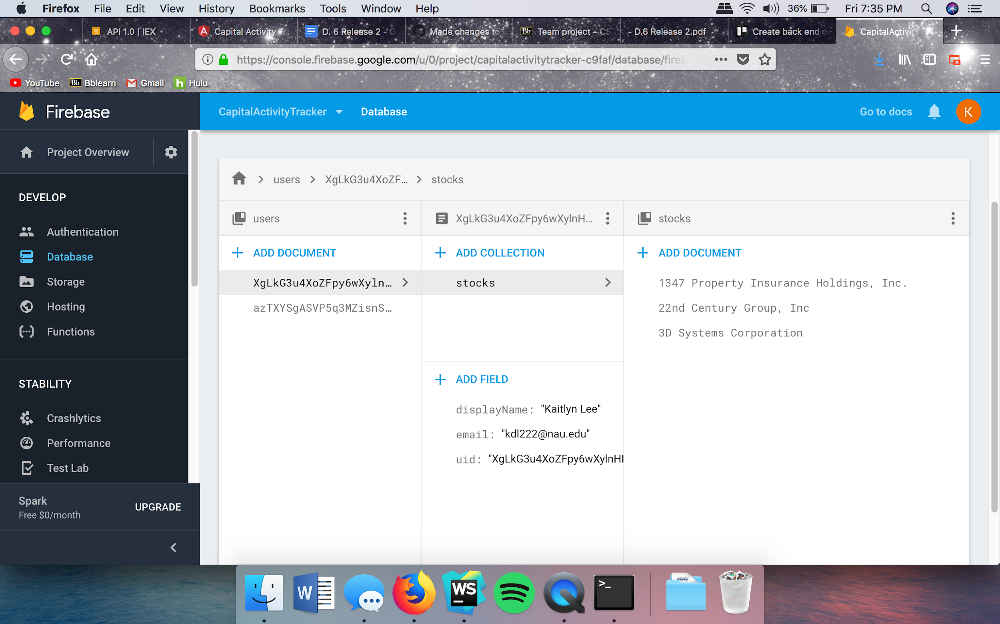 Firefox File Edit View History Bookmarks Tools Window Help 36% Fri 7:35 PM
API 1.0 | IEX Capital Activity D. 6 Release 2 - G Made changes to Bb Team project – CS - D.6 Release 2.pdf Create back end CapitalActivi
https://console.firebase.google.com/u/0/project/capitalactivitytracker-c9faf/database/fires
YouTube Bb Bblearn Gmail h Hulu
Firebase CapitalActivityTracker Database Go to docs K
Project Overview
users XgLkG3u4XoZF... stocks
DEVELOP
Authentication
Database
Storage
Hosting
Functions
STABILITY
Crashlytics
Performance
Test Lab
Spark
Free $0/month
UPGRADE
users
ADD DOCUMENT
XgLkG3u4XoZFpy6wXyln...
azTXYSgASVP5q3MZisnS...
XgLkG3u4XoZFpy6wXylnH...
ADD COLLECTION
stocks
ADD FIELD
displayName: "Kaitlyn Lee"
email: "kdl222@nau.edu"
uid: "XgLkG3u4XoZFpy6wXylnHI
stocks
ADD DOCUMENT
1347 Property Insurance Holdings, Inc.
22nd Century Group, Inc
3D Systems Corporation
W
WS
>_